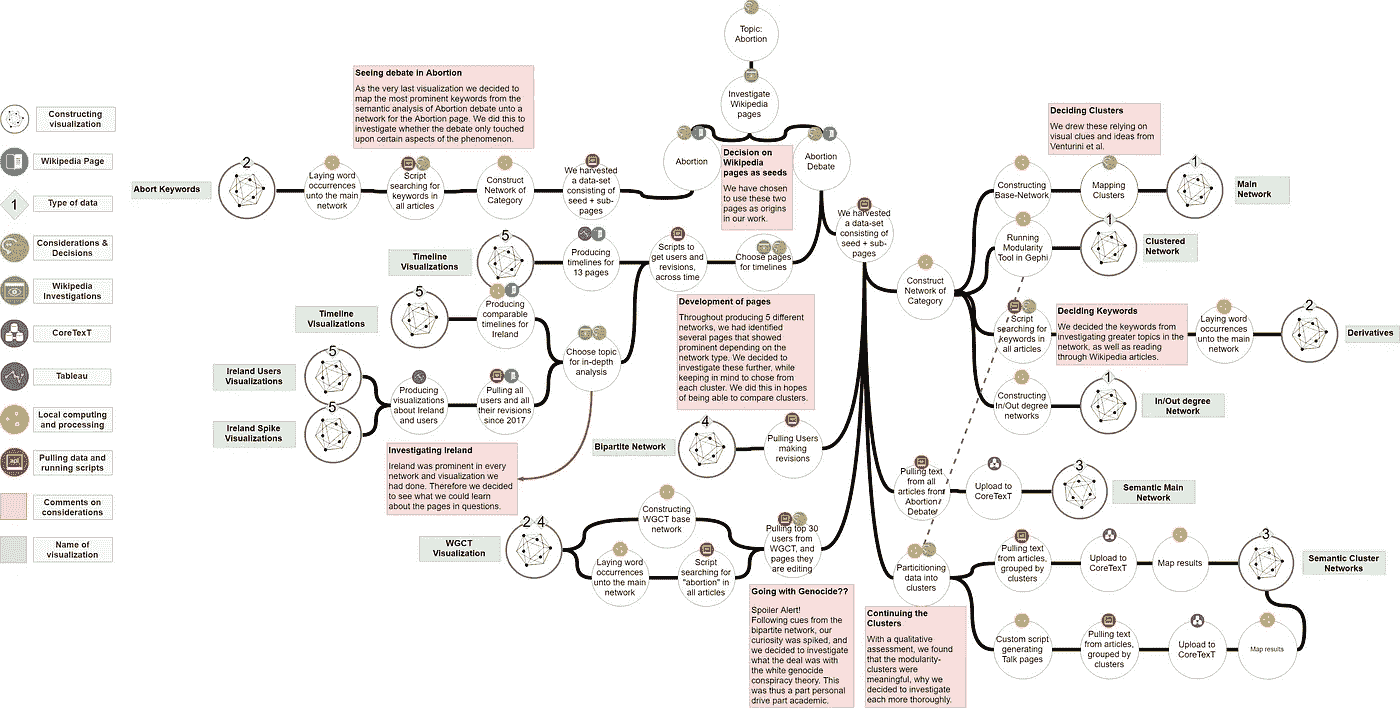 Topic:
Abortion
Investigate
Wikipedia
pages
Abortion
Abortion
Debate
Decision on
Wikipedia
pages as seeds
We have chosen
to use these two
pages as origins
in our work.
Seeing debate in Abortion
As the very last visualization we decided to
map the most prominent keywords from the
semantic analysis of Abortion debate unto a
network for the Abortion page. We did this to
investigate whether the debate only touched
upon certain aspects of the phenomenon.
Constructing
visualization
Wikipedia Page
1
Type of data
Considerations &
Decisions
Wikipedia
Investigations
CoreTexT
Tableau
Local computing
and processing
api
Pulling data and
running scripts
Comments on
considerations
Name of
visualization
Abort Keywords
2
Laying word
occurrences
unto the main
network
Script
searching for
keywords in
all articles
Construct
Network of
Category
We harvested
a data-set
consisting of
seed + sub-
pages
Timeline
Visualizations
5
Producing
timelines for
13 pages
Scripts to
get users and
revisions,
across time
Choose pages
for timelines
Timeline
Visualizations
5
Producing
comparable
timelines for
Ireland
Choose topic
for in-depth
analysis
Ireland Users
Visualizations
5
Ireland Spike
Visualizations
5
Producing
visualizations
about Ireland
and users
Pulling all
users and all
their revisions
since 2017
Investigating Ireland
Ireland was prominent in every
network and visualization we
had done. Therefore we decided
to see what we could learn
about the pages in questions.
Development of pages
Throughout producing 5 different
networks, we had identified
several pages that showed
prominent depending on the
network type. We decided to
investigate these further, while
keeping in mind to chose from
each cluster. We did this in hopes
of being able to compare clusters.
Bipartite Network
4
Pulling Users
making
revisions
WGCT
Visualization
2 4
Constructing
WGCT base
network
Laying word
occurrences
unto the main
network
Script
searching for
"abortion" in
all articles
Pulling top 30
users from
WGCT, and
pages they
are editing
Going with Genocide??
Spoiler Alert!
Following cues from the
bipartite network, our
curiosity was spiked, and
we decided to investigate
what the deal was with
the white genocide
conspiracy theory. This
was thus a part personal
drive part academic.
We harvested
a data-set
consisting of
seed + sub-
pages
Construct
Network of
Category
Deciding Clusters
We drew these relying on
visual clues and ideas from
Venturini et al.
Constructing
Base-Network
Mapping
Clusters
1
Main
Network
Running
Modularity
Tool in Gephi
1
Clustered
Network
Script
searching for
keywords in
all articles
Deciding Keywords
We decided the keywords from
investigating greater topics in the
network, as well as reading
through Wikipedia articles.
Laying word
occurrences
unto the main
network
2
Derivatives
Constructing
In/Out degree
networks
1
In/Out degree
Network
Pulling text
from all
articles from
Abortion
Debate
Upload to
CoreTexT
3
Semantic Main
Network
Particitioning
data into
clusters
Continuing the
Clusters
With a qualitative
assessment, we found
that the modularity-
clusters were
meaningful, why we
decided to investigate
each more thoroughly.
Pulling text
from articles,
grouped by
clusters
Upload to
CoreTexT
Map results
3
Semantic Cluster
Networks
Custom script
generating
Talk pages
Pulling text
from articles,
grouped by
clusters
Upload to
CoreTexT
Map results